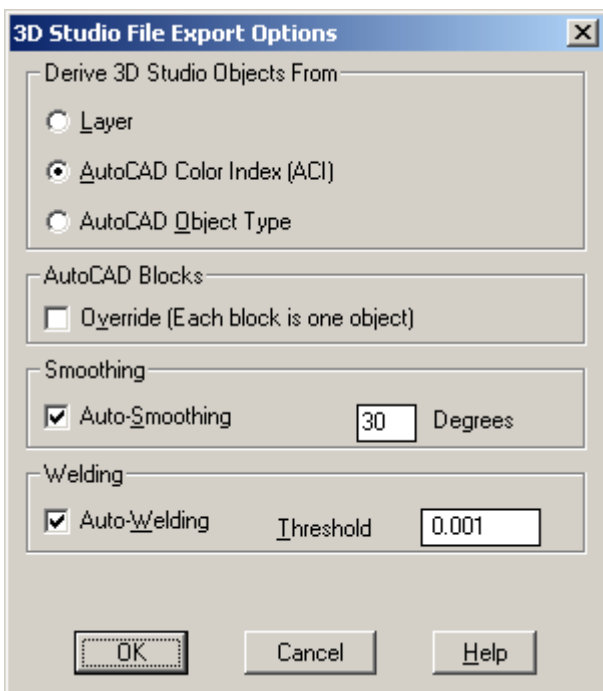 3D Studio File Export Options
Derive 3D Studio Objects From
Layer
AutoCAD Color Index (ACI)
AutoCAD Object Type
AutoCAD Blocks
Override (Each block is one object)
Smoothing
Auto-Smoothing 30 Degrees
Welding
Auto-Welding Threshold 0.001
OK Cancel Help